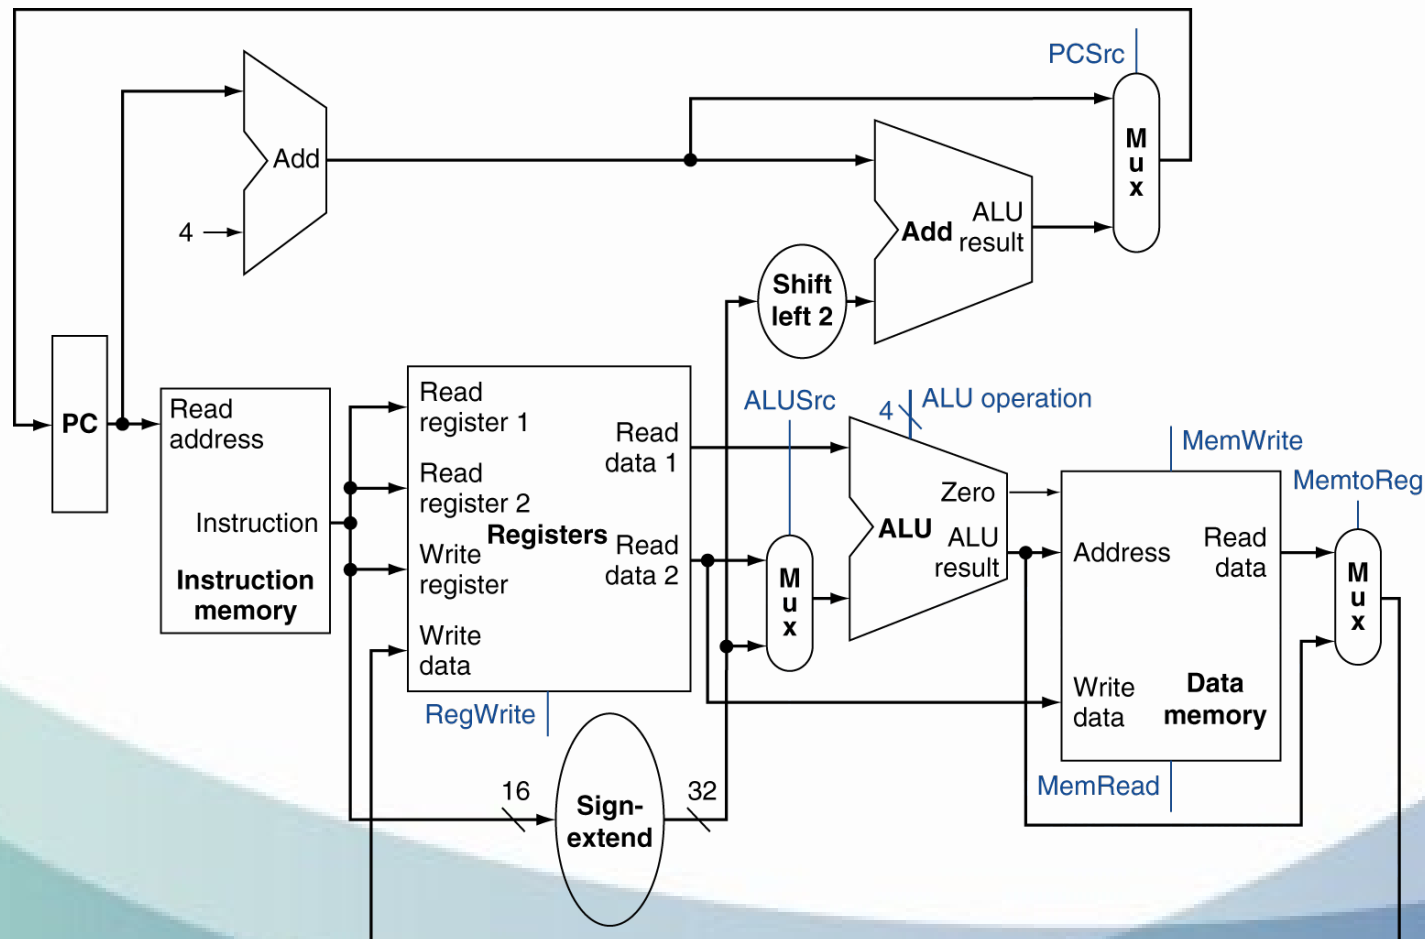 PCSrc
M
u
x
Add
4
ALU
Add result
Shift
left 2
PC
Read
address
Instruction
Instruction
memory
Read
register 1
Read
register 2
Write
register
Write
data
Registers
Read
data 1
Read
data 2
RegWrite
16
Sign-
extend
32
ALUSrc
M
u
x
4
ALU operation
Zero
ALU
ALU
result
MemWrite
Address
Read
data
Write
data
Data
memory
MemRead
MemtoReg
M
u
x